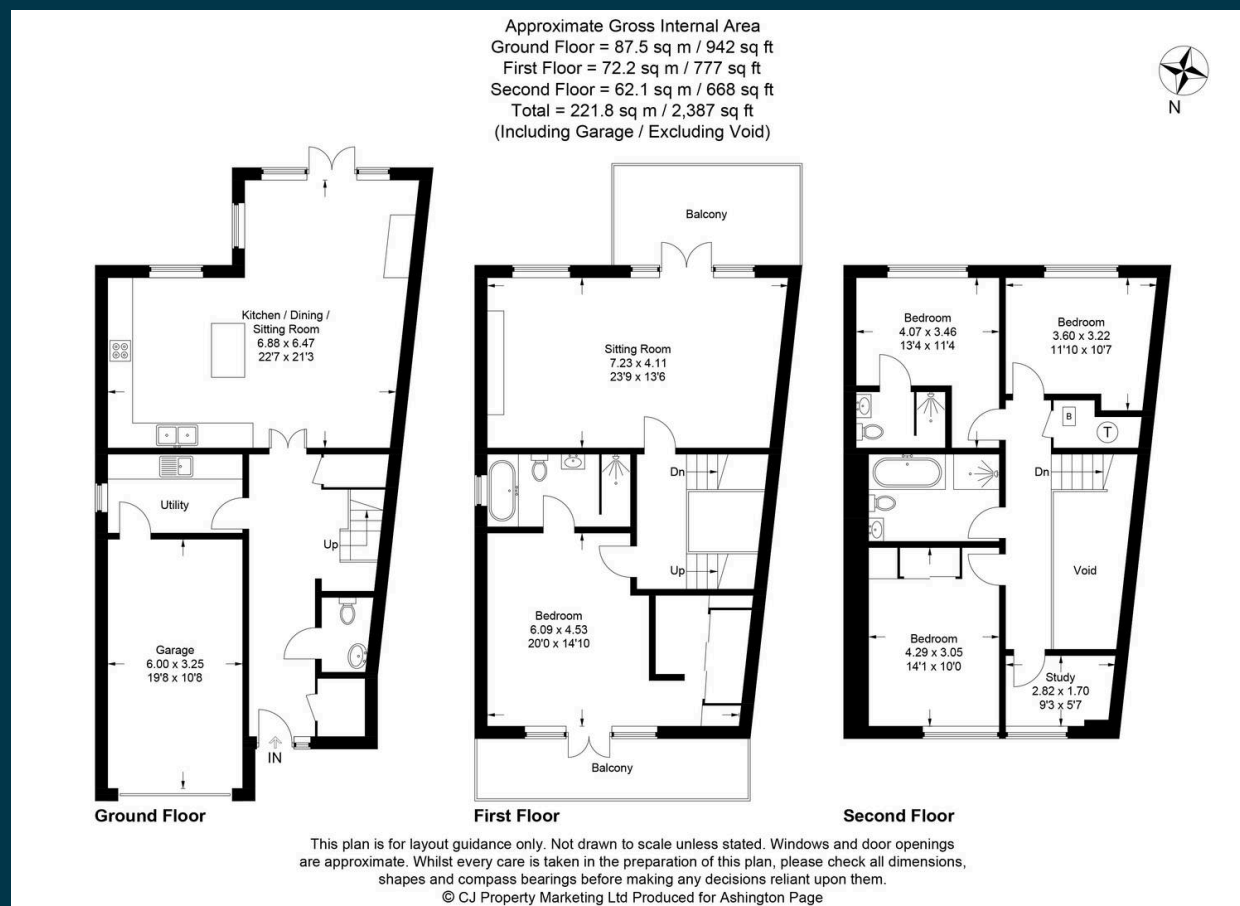 Approximate Gross Internal Area
Ground Floor = 87.5 sq m / 942 sq ft
First Floor = 72.2 sq m / 777 sq ft
Second Floor = 62.1 sq m / 668 sq ft
Total = 221.8 sq m / 2,387 sq ft
(Including Garage / Excluding Void)
N
Kitchen / Dining /
Sitting Room
6.88 x 6.47
22'7 x 21'3
Utility
Up
Garage
6.00 x 3.25
19'8 x 10'8
IN
Ground Floor
Balcony
Sitting Room
7.23 x 4.11
23'9 x 13'6
Dn
Up
Bedroom
6.09 x 4.53
20'0 x 14'10
Balcony
First Floor
Bedroom
4.07 x 3.46
13'4 x 11'4
Bedroom
3.60 x 3.22
11'10 x 10'7
B
T
Dn
Void
Bedroom
4.29 x 3.05
14'1 x 10'0
Study
2.82 x 1.70
9'3 x 5'7
Second Floor
This plan is for layout guidance only. Not drawn to scale unless stated. Windows and door openings
are approximate. Whilst every care is taken in the preparation of this plan, please check all dimensions,
shapes and compass bearings before making any decisions reliant upon them.
© CJ Property Marketing Ltd Produced for Ashington Page